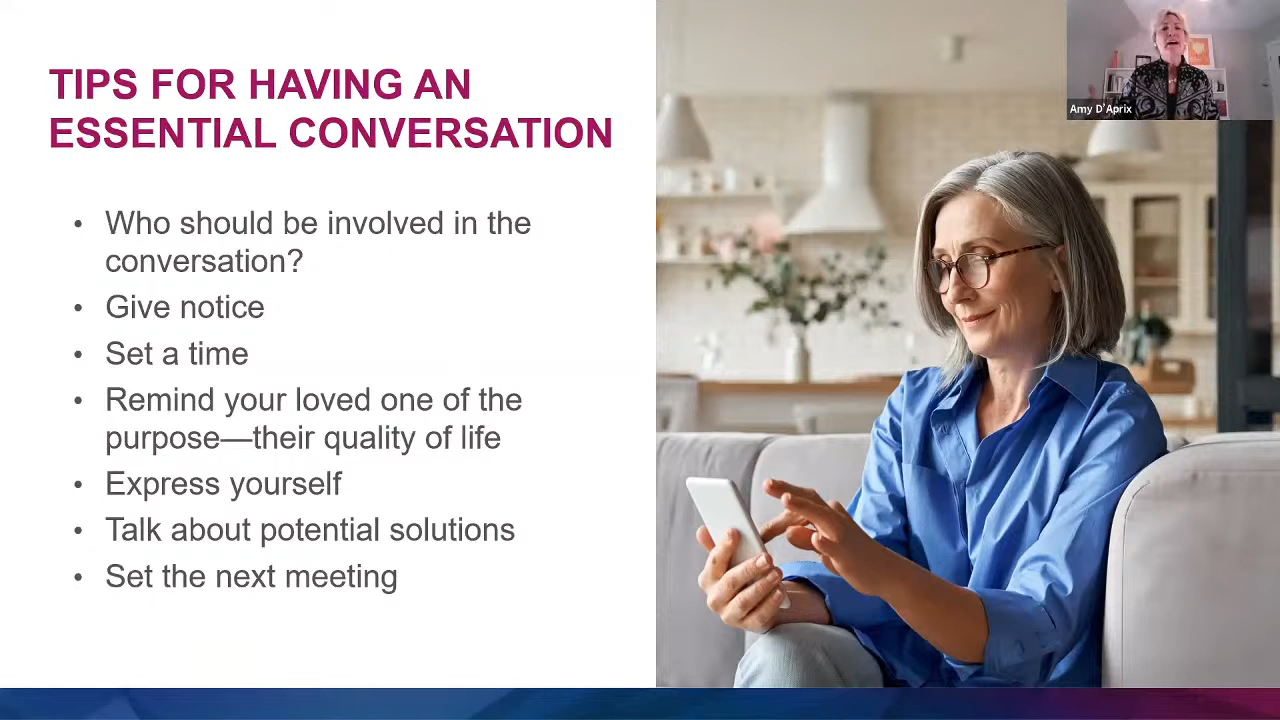 TIPS FOR HAVING AN
ESSENTIAL CONVERSATION
• Who should be involved in the
conversation?
• Give notice
• Set a time
• Remind your loved one of the
purpose—their quality of life
• Express yourself
• Talk about potential solutions
• Set the next meeting
Amy D'Aprix